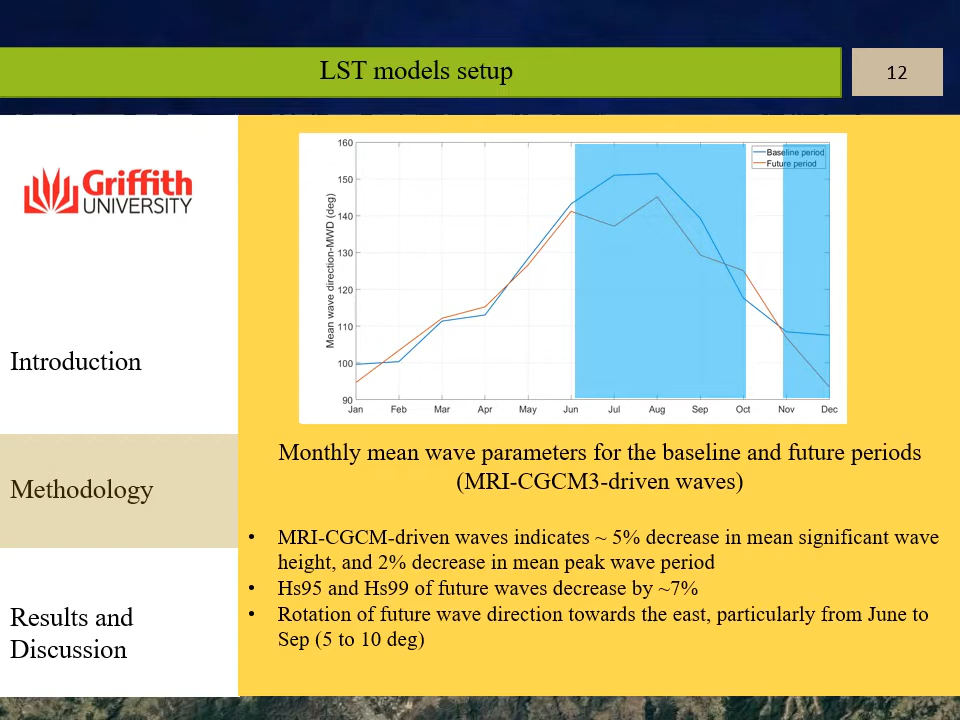 LST models setup
12
Griffith
UNIVERSITY
Introduction
Methodology
Results and
Discussion
160
150
140
130
120
110
100
90
Mean wave direction-MWD (deg)
Baseline period
Future period
Jan Feb Mar Apr May Jun Jul Aug Sep Oct Nov Dec
Monthly mean wave parameters for the baseline and future periods
(MRI-CGCM3-driven waves)
• MRI-CGCM-driven waves indicates ~ 5% decrease in mean significant wave
height, and 2% decrease in mean peak wave period
• Hs95 and Hs99 of future waves decrease by ~7%
• Rotation of future wave direction towards the east, particularly from June to
Sep (5 to 10 deg)